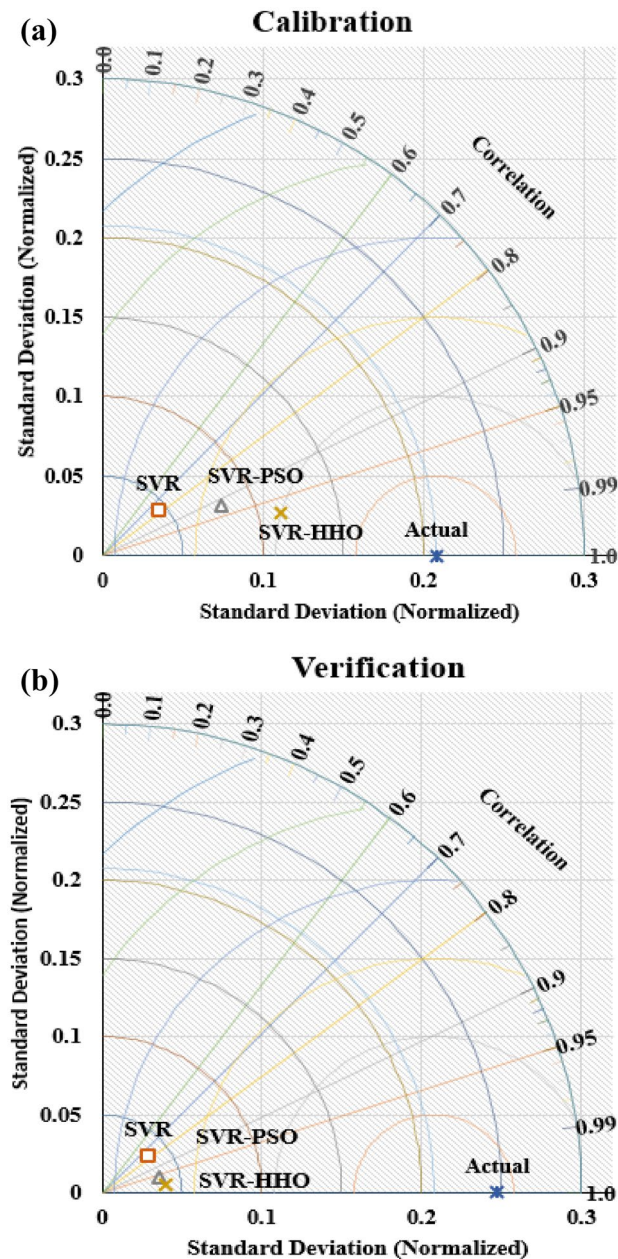 (a)
Calibration
Standard Deviation (Normalized)
0.3
0.25
0.2
0.15
0.1
0.05
0
0.0
0.1
0.2
0.3
0.4
0.5
0.6
0.7
0.8
0.9
0.95
0.99
1.0
Correlation
SVR
SVR-PSO
SVR-HHO
Actual
0
0.1
0.2
0.3
Standard Deviation (Normalized)
(b)
Verification
Standard Deviation (Normalized)
0.3
0.25
0.2
0.15
0.1
0.05
0
0.0
0.1
0.2
0.3
0.4
0.5
0.6
0.7
0.8
0.9
0.95
0.99
1.0
Correlation
SVR
SVR-PSO
SVR-HHO
Actual
0
0.1
0.2
0.3
Standard Deviation (Normalized)